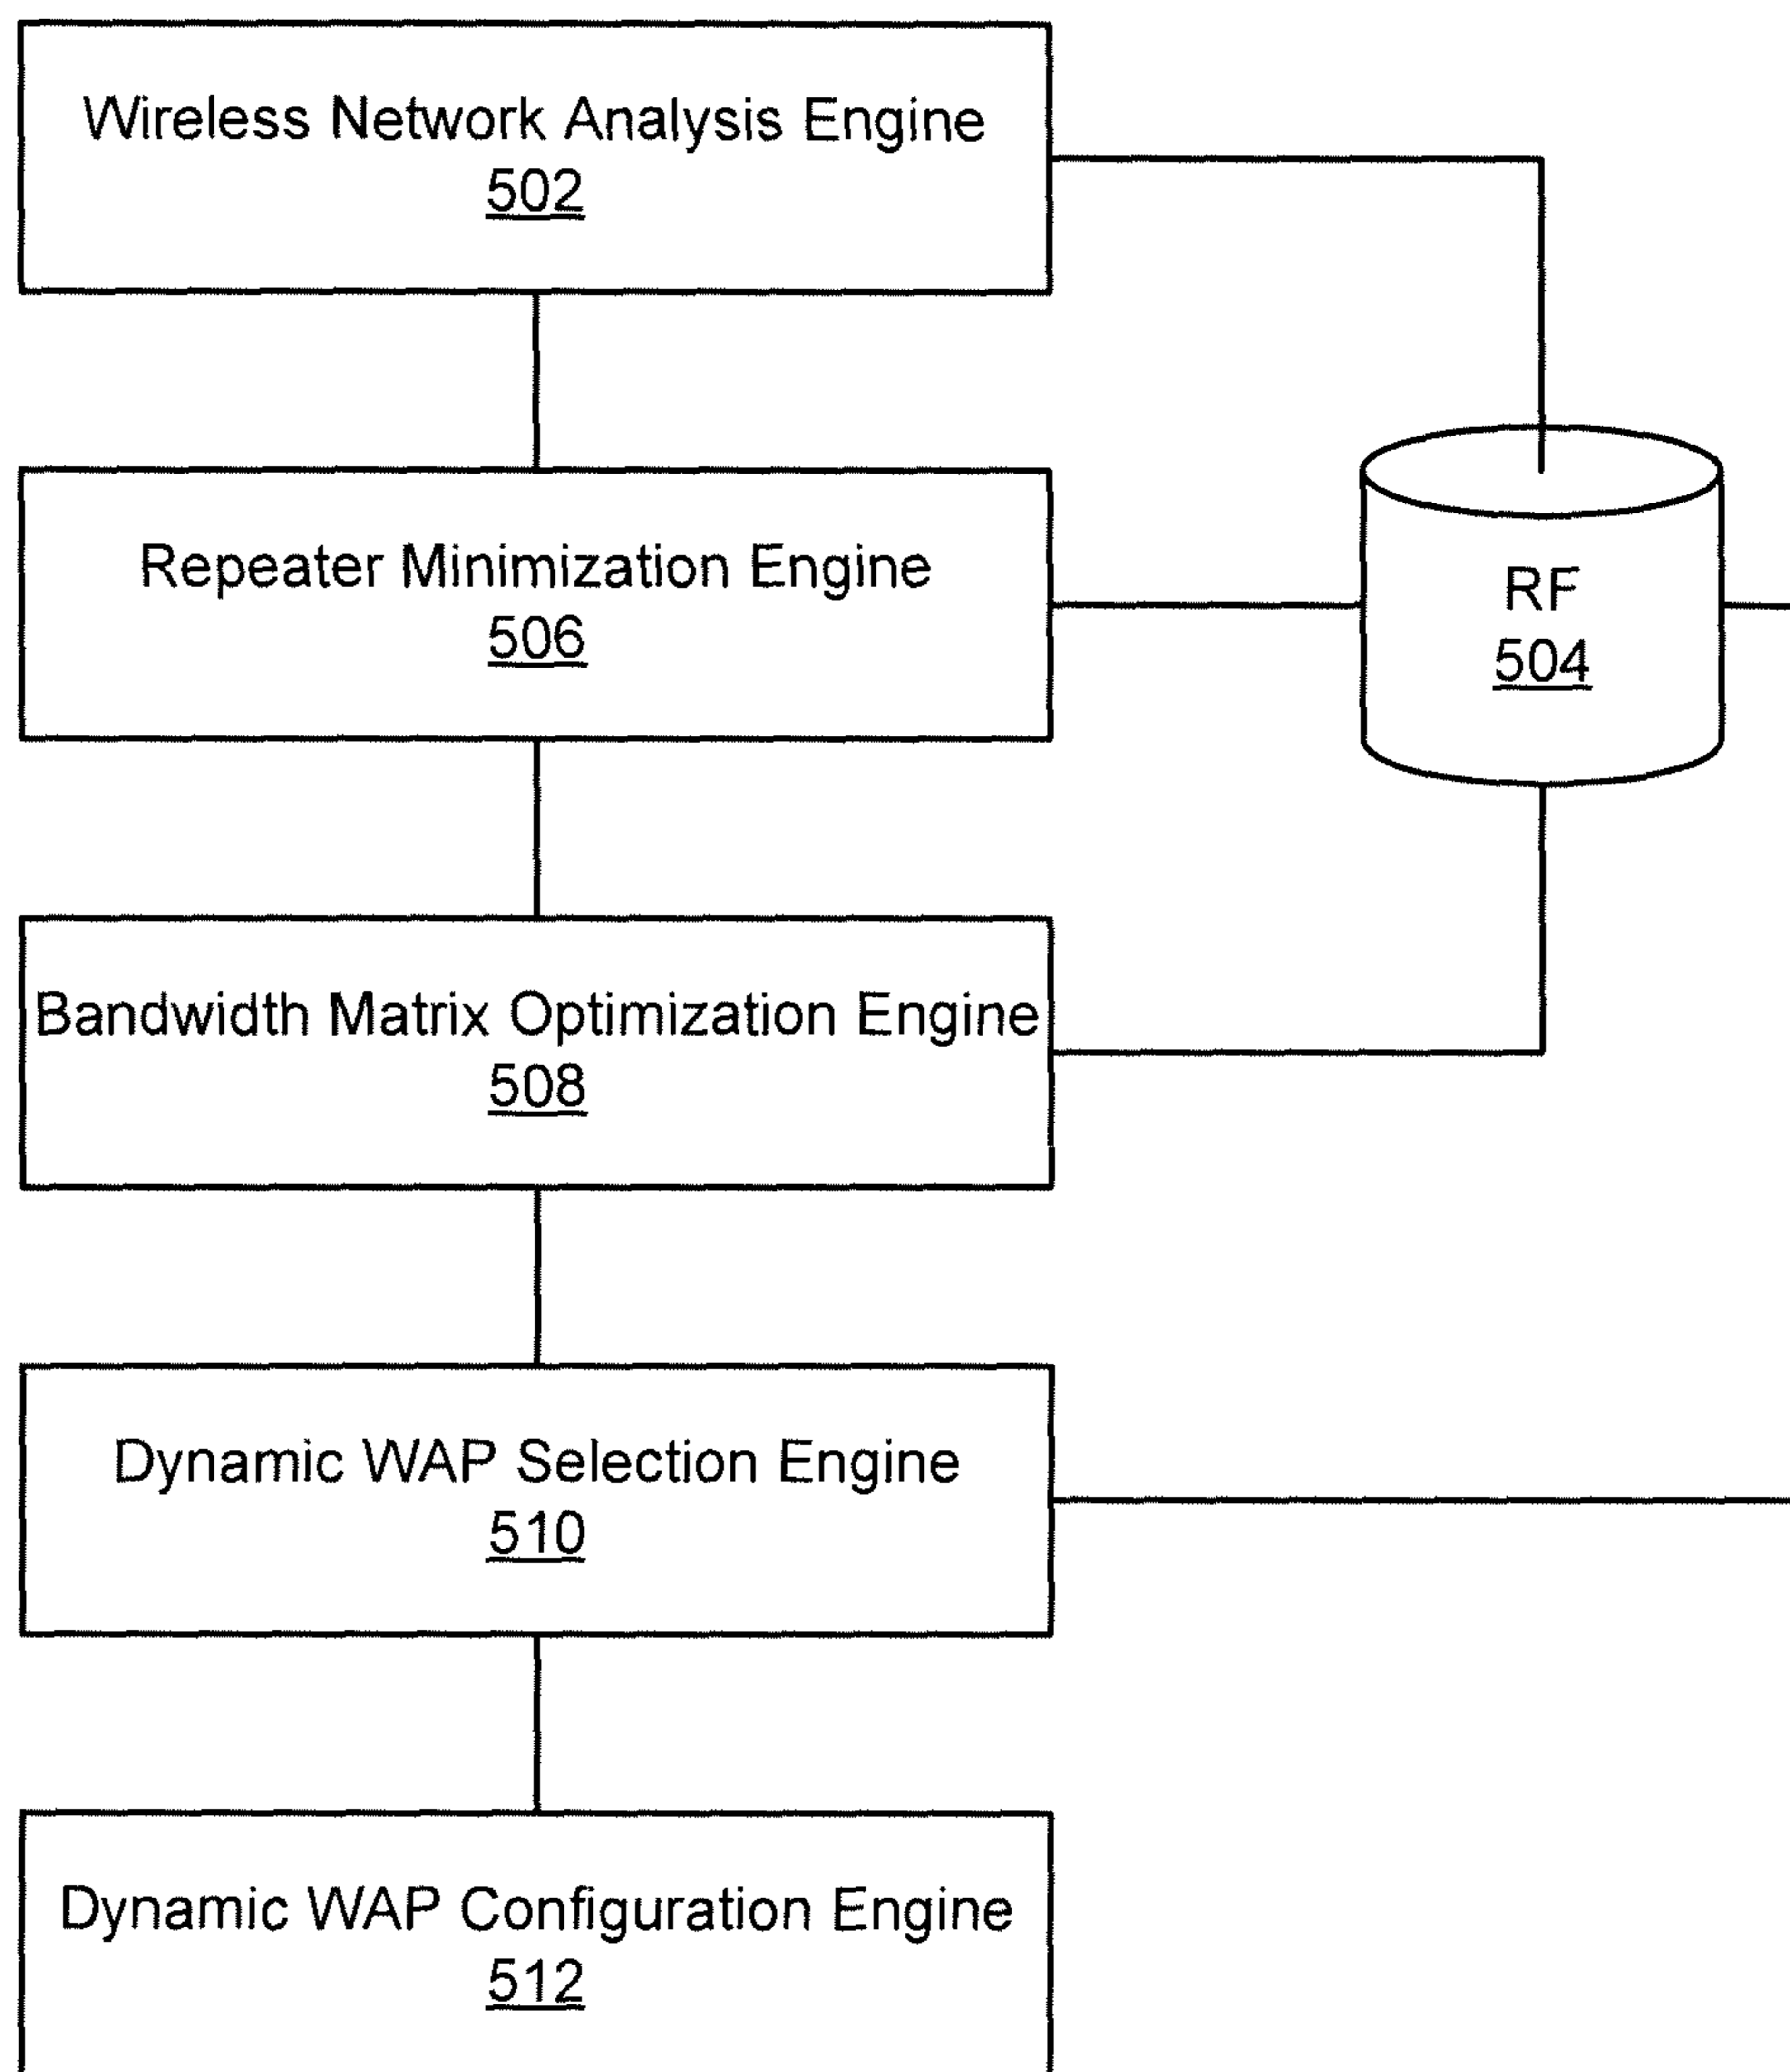 Wireless Network Analysis Engine
502
Repeater Minimization Engine
506
RF
504
Bandwidth Matrix Optimization Engine
508
Dynamic WAP Selection Engine
510
Dynamic WAP Configuration Engine
512